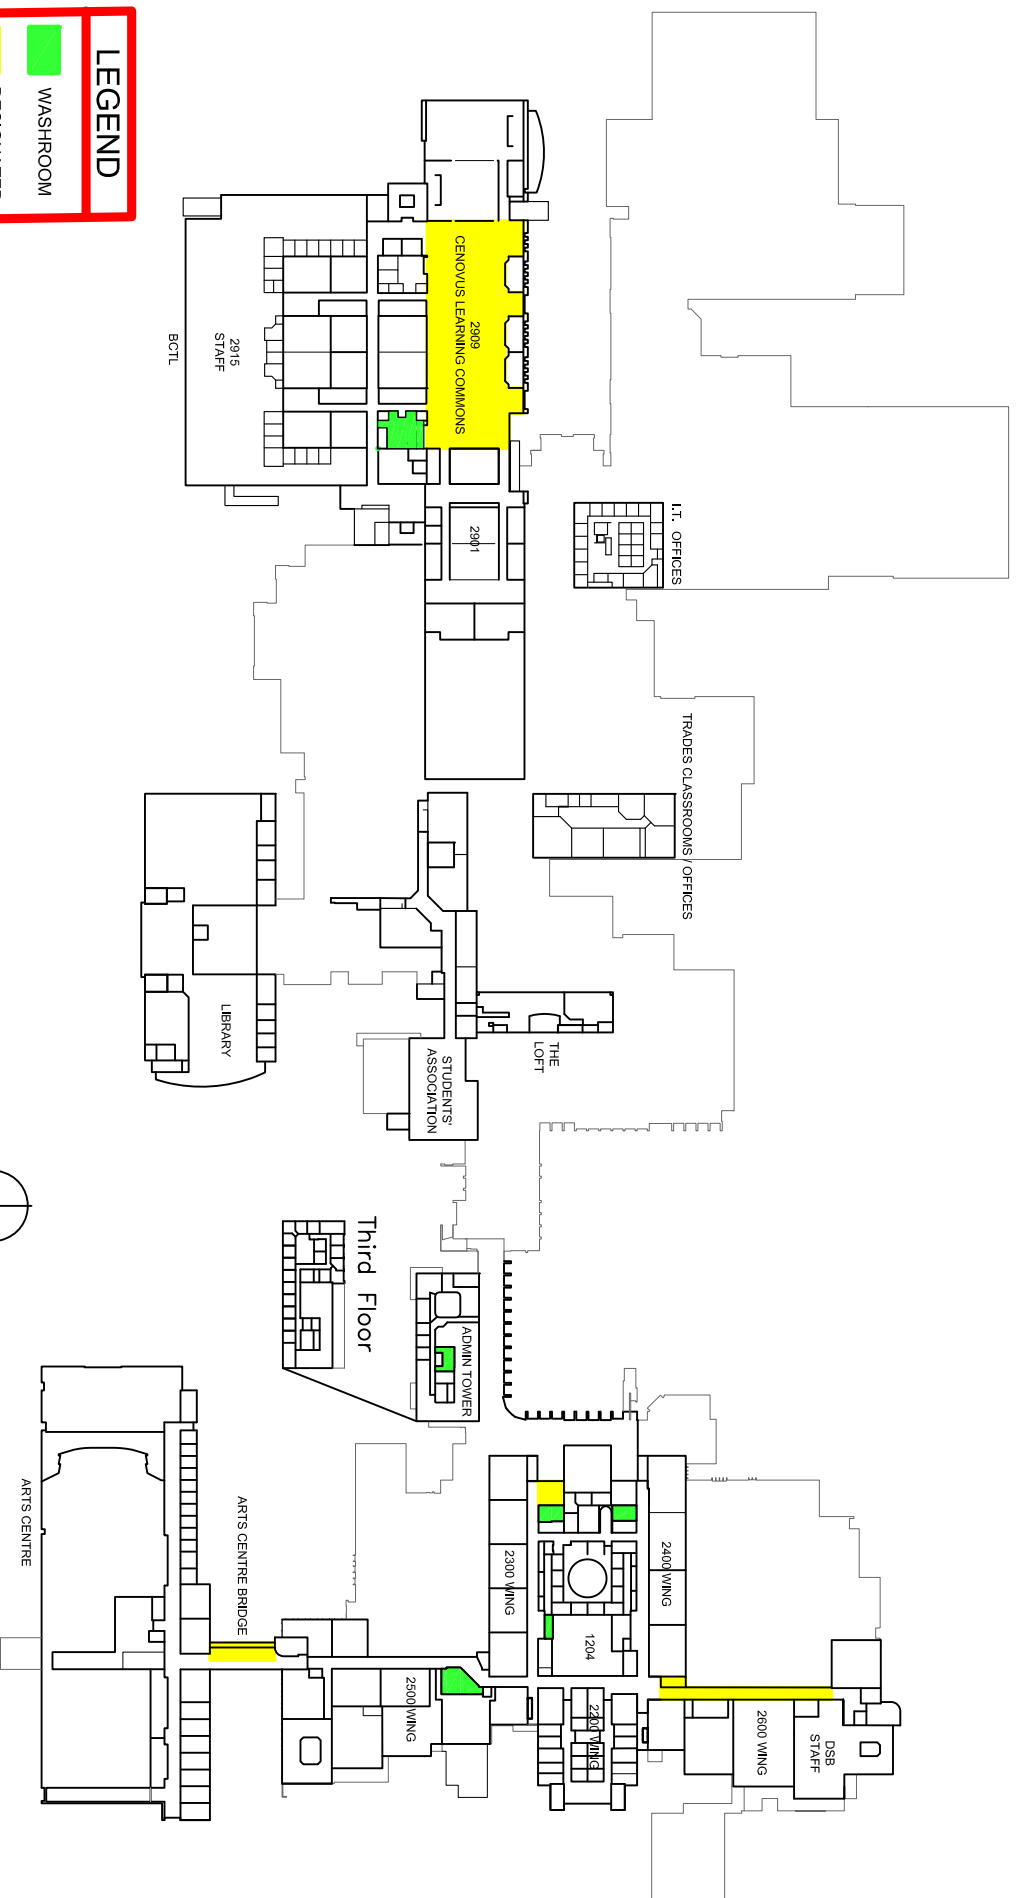 LEGEND
WASHROOM
2909
CENOVUS LEARNING COMMONS
2915
STAFF
BCTL
2901
I.T. OFFICES
TRADES CLASSROOMS / OFFICES
LIBRARY
THE
LOFT
STUDENTS'
ASSOCIATION
Third Floor
ADMIN TOWER
ARTS CENTRE
ARTS CENTRE BRIDGE
2300 WING
2400 WING
1204
2500 WING
2200 WING
2600 WING
DSB
STAFF